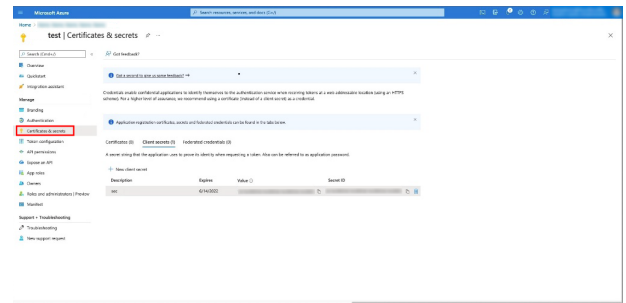 Microsoft Azure
Search resources, services, and docs (G+/)
Home >
test | Certificates & secrets
Search (Cmd+/)
Got feedback?
Overview
Quickstart
Integration assistant
Manage
Branding
Authentication
Certificates & secrets
Token configuration
API permissions
Expose an API
App roles
Owners
Roles and administrators | Preview
Manifest
Support + Troubleshooting
Troubleshooting
New support request
Got a second to give us some feedback? →
Credentials enable confidential applications to identify themselves to the authentication service when receiving tokens at a web addressable location (using an HTTPS
scheme). For a higher level of assurance, we recommend using a certificate (instead of a client secret) as a credential.
Application registration certificates, secrets and federated credentials can be found in the tabs below.
Certificates (0) Client secrets (1) Federated credentials (0)
A secret string that the application uses to prove its identity when requesting a token. Also can be referred to as application password.
New client secret
Description Expires Value Secret ID
6/14/2022